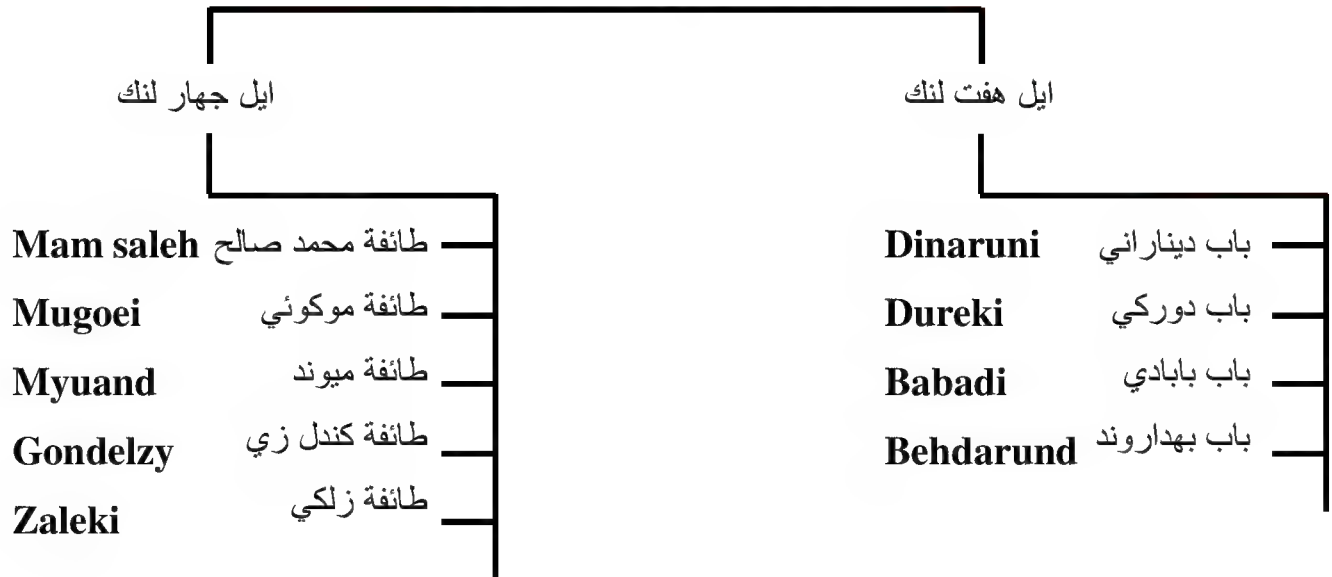 ايل هفت لنك
ايل جهار لنك
باب ديناراني Dinaruni
باب دوركي Dureki
باب بابادي Babadi
باب بهداروند Behdarund
طائفة محمد صالح Mam saleh
طائفة موكوئي Mugoei
طائفة ميوند Myuand
طائفة كندل زي Gondelzy
طائفة زلكي Zaleki